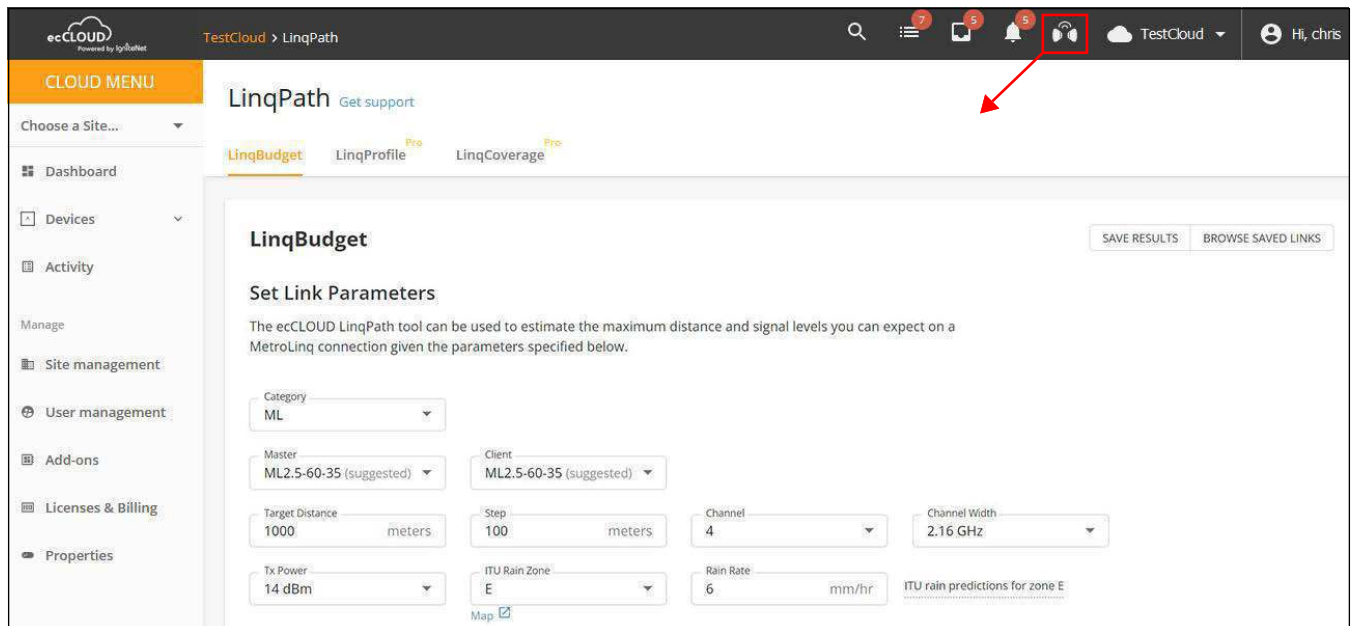 ecCLOUD
Powered by IgniteNet
TestCloud > LinqPath
7
5
5
TestCloud
Hi, chris
CLOUD MENU
Choose a Site...
Dashboard
Devices
Activity
Manage
Site management
User management
Add-ons
Licenses & Billing
Properties
LinqPath Get support
LinqBudget
LinqProfile Pro
LinqCoverage Pro
LinqBudget
SAVE RESULTS
BROWSE SAVED LINKS
Set Link Parameters
The ecCLOUD LinqPath tool can be used to estimate the maximum distance and signal levels you can expect on a
MetroLinq connection given the parameters specified below.
Category
ML
Master
ML2.5-60-35 (suggested)
Client
ML2.5-60-35 (suggested)
Target Distance
1000 meters
Step
100 meters
Channel
4
Channel Width
2.16 GHz
Tx Power
14 dBm
ITU Rain Zone
E
Map
Rain Rate
6 mm/hr
ITU rain predictions for zone E